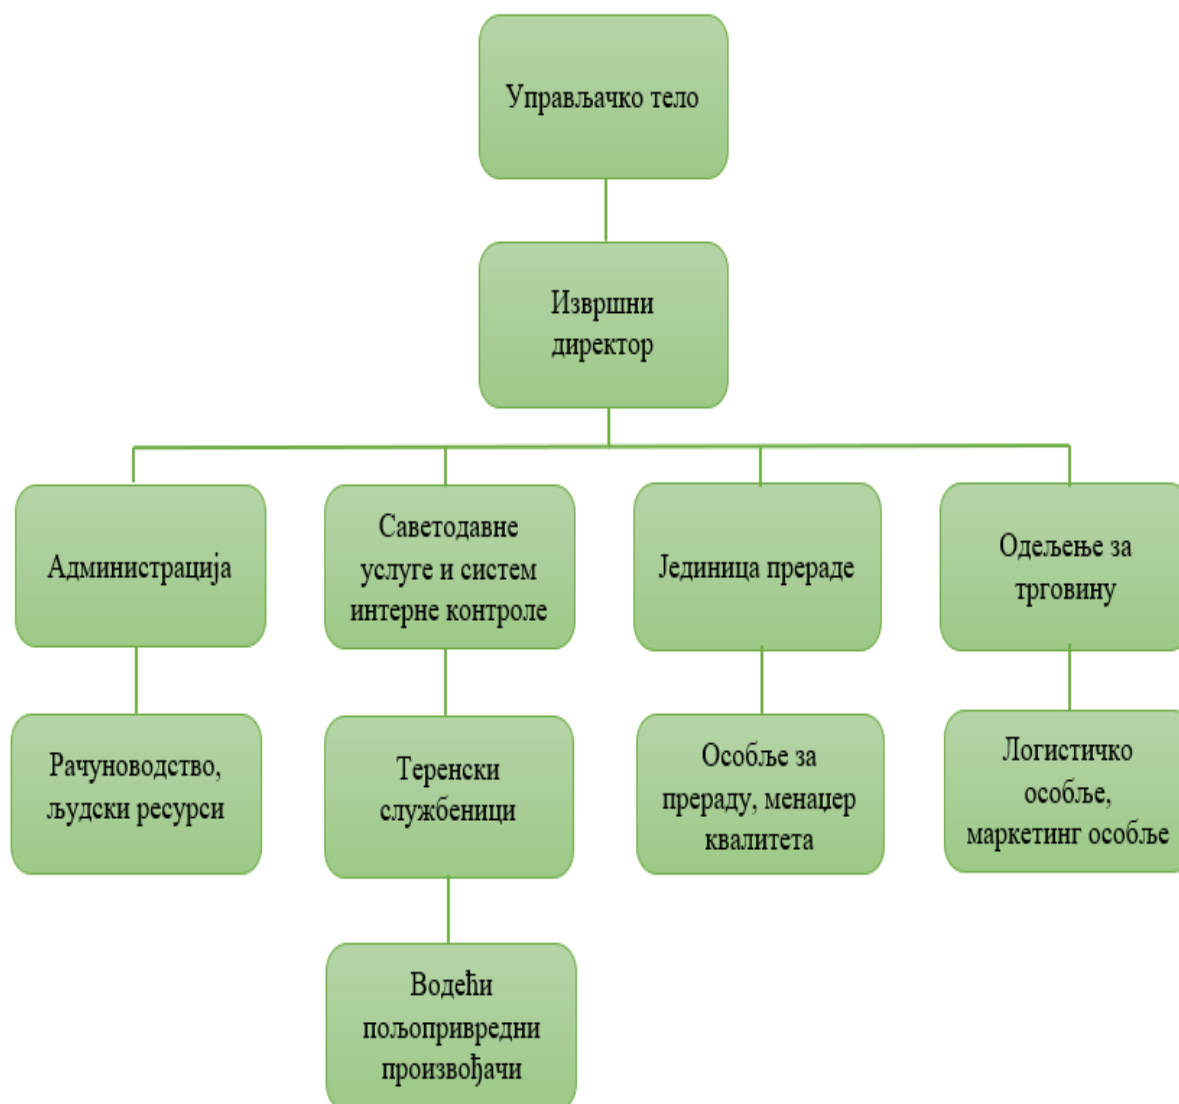 Управљачко тело
Извршни
директор
Администрација
Саветодавне
услуге и систем
интерне контроле
Јединица прераде
Одељење за
трговину
Рачуноводство,
људски ресурси
Теренски
службеници
Особље за
прераду, менаџер
квалитета
Логистичко
особље,
маркетинг особље
Водећи
пољопривредни
произвођачи